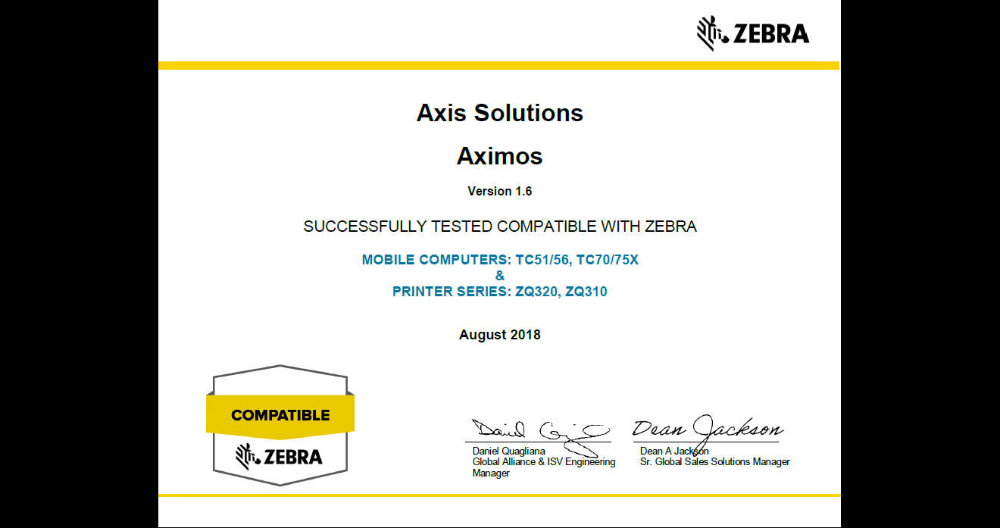 ZEBRA
Axis Solutions
Aximos
Version 1.6
SUCCESSFULLY TESTED COMPATIBLE WITH ZEBRA
MOBILE COMPUTERS: TC51/56, TC70/75X
&
PRINTER SERIES: ZQ320, ZQ310
August 2018
COMPATIBLE
ZEBRA
Dean Jackson
Daniel Quagliana
Global Alliance & ISV Engineering
Manager
Dean A Jackson
Sr. Global Sales Solutions Manager